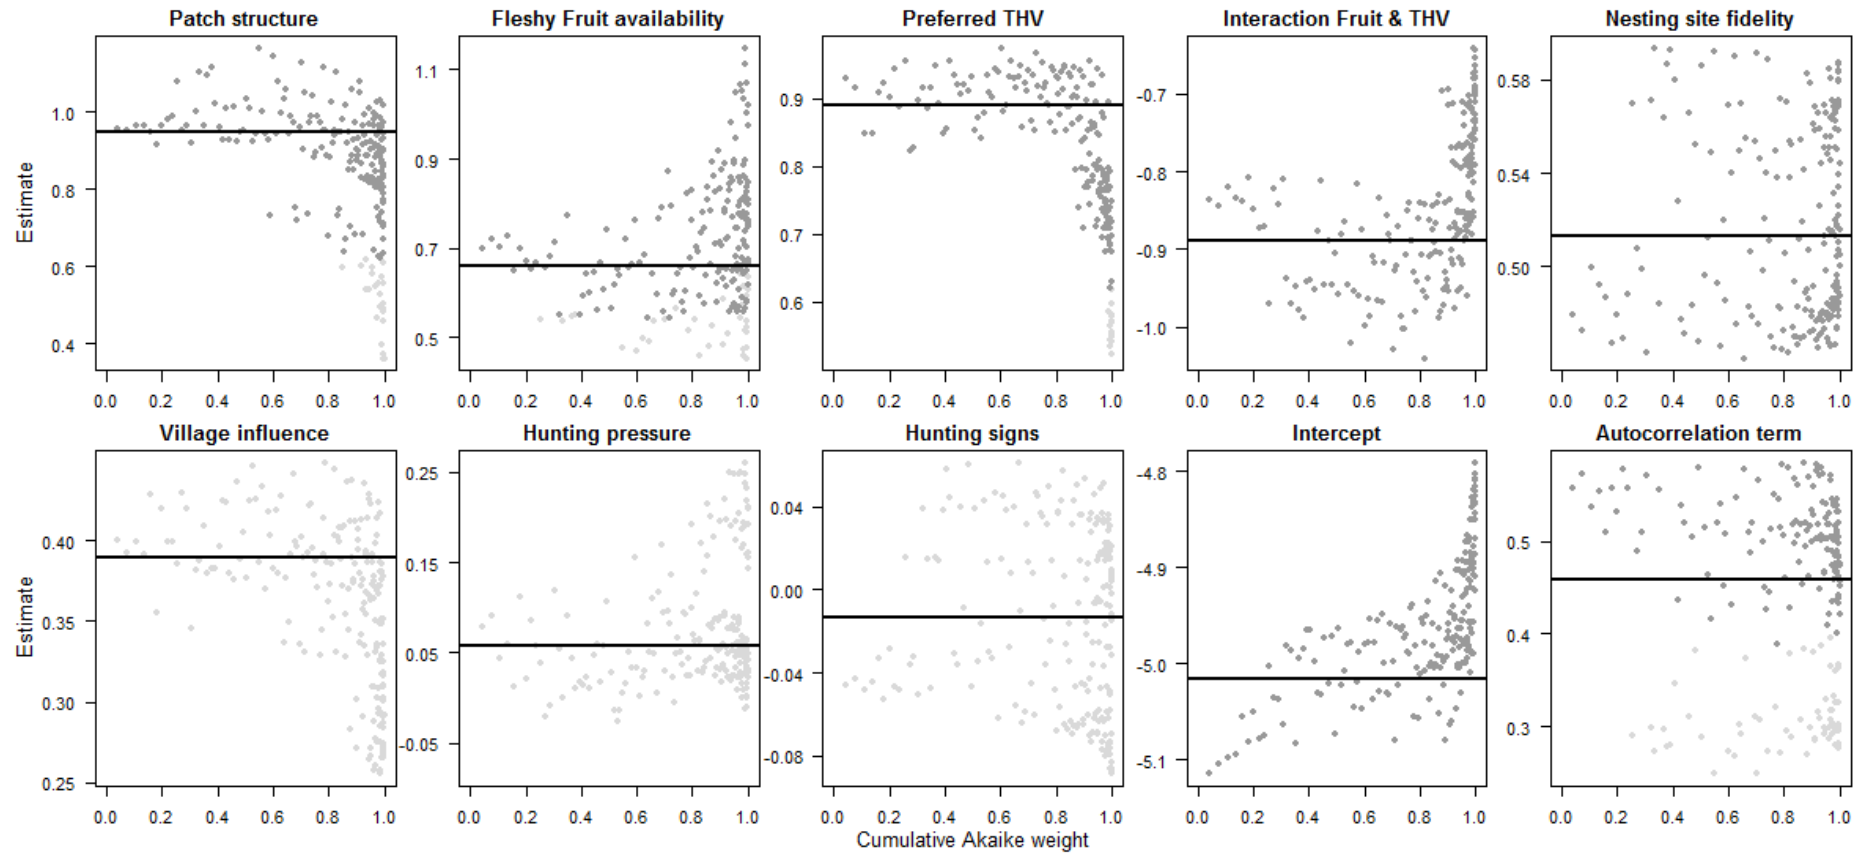 Patch structure
Fleshy Fruit availability
Preferred THV
Interaction Fruit & THV
Nesting site fidelity
Estimate
1.0
0.8
0.6
0.4
1.1
0.9
0.7
0.5
0.9
0.8
0.7
0.6
-0.7
-0.8
-0.9
-1.0
0.58
0.54
0.50
0.0 0.2 0.4 0.6 0.8 1.0
0.0 0.2 0.4 0.6 0.8 1.0
0.0 0.2 0.4 0.6 0.8 1.0
0.0 0.2 0.4 0.6 0.8 1.0
0.0 0.2 0.4 0.6 0.8 1.0
Village influence
Hunting pressure
Hunting signs
Intercept
Autocorrelation term
Estimate
0.40
0.35
0.30
0.25
0.25
0.15
0.05
-0.05
0.04
0.00
-0.04
-0.08
-4.8
-4.9
-5.0
-5.1
0.5
0.4
0.3
0.0 0.2 0.4 0.6 0.8 1.0
0.0 0.2 0.4 0.6 0.8 1.0
0.0 0.2 0.4 0.6 0.8 1.0
0.0 0.2 0.4 0.6 0.8 1.0
0.0 0.2 0.4 0.6 0.8 1.0
Cumulative Akaike weight